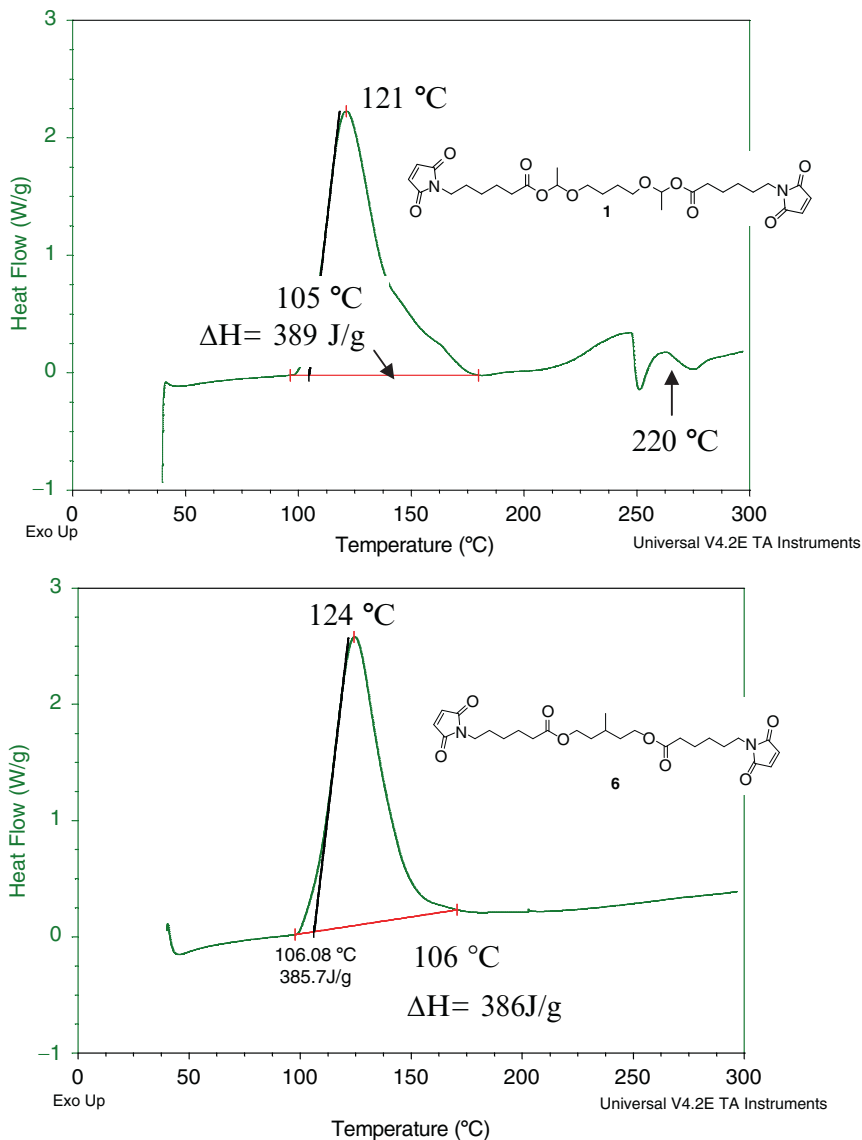 3
121 °C
2
Heat Flow (W/g)
O
N
O
O
O
O
O
O
O
N
O
O
1
1
105 °C
ΔH= 389 J/g
0
220 °C
−1
0
50
100
150
200
250
300
Exo Up
Temperature (°C)
Universal V4.2E TA Instruments
3
124 °C
2
Heat Flow (W/g)
O
N
O
O
O
O
O
O
N
O
6
1
0
106.08 °C
385.7J/g
106 °C
ΔH= 386J/g
−1
0
50
100
150
200
250
300
Exo Up
Temperature (°C)
Universal V4.2E TA Instruments